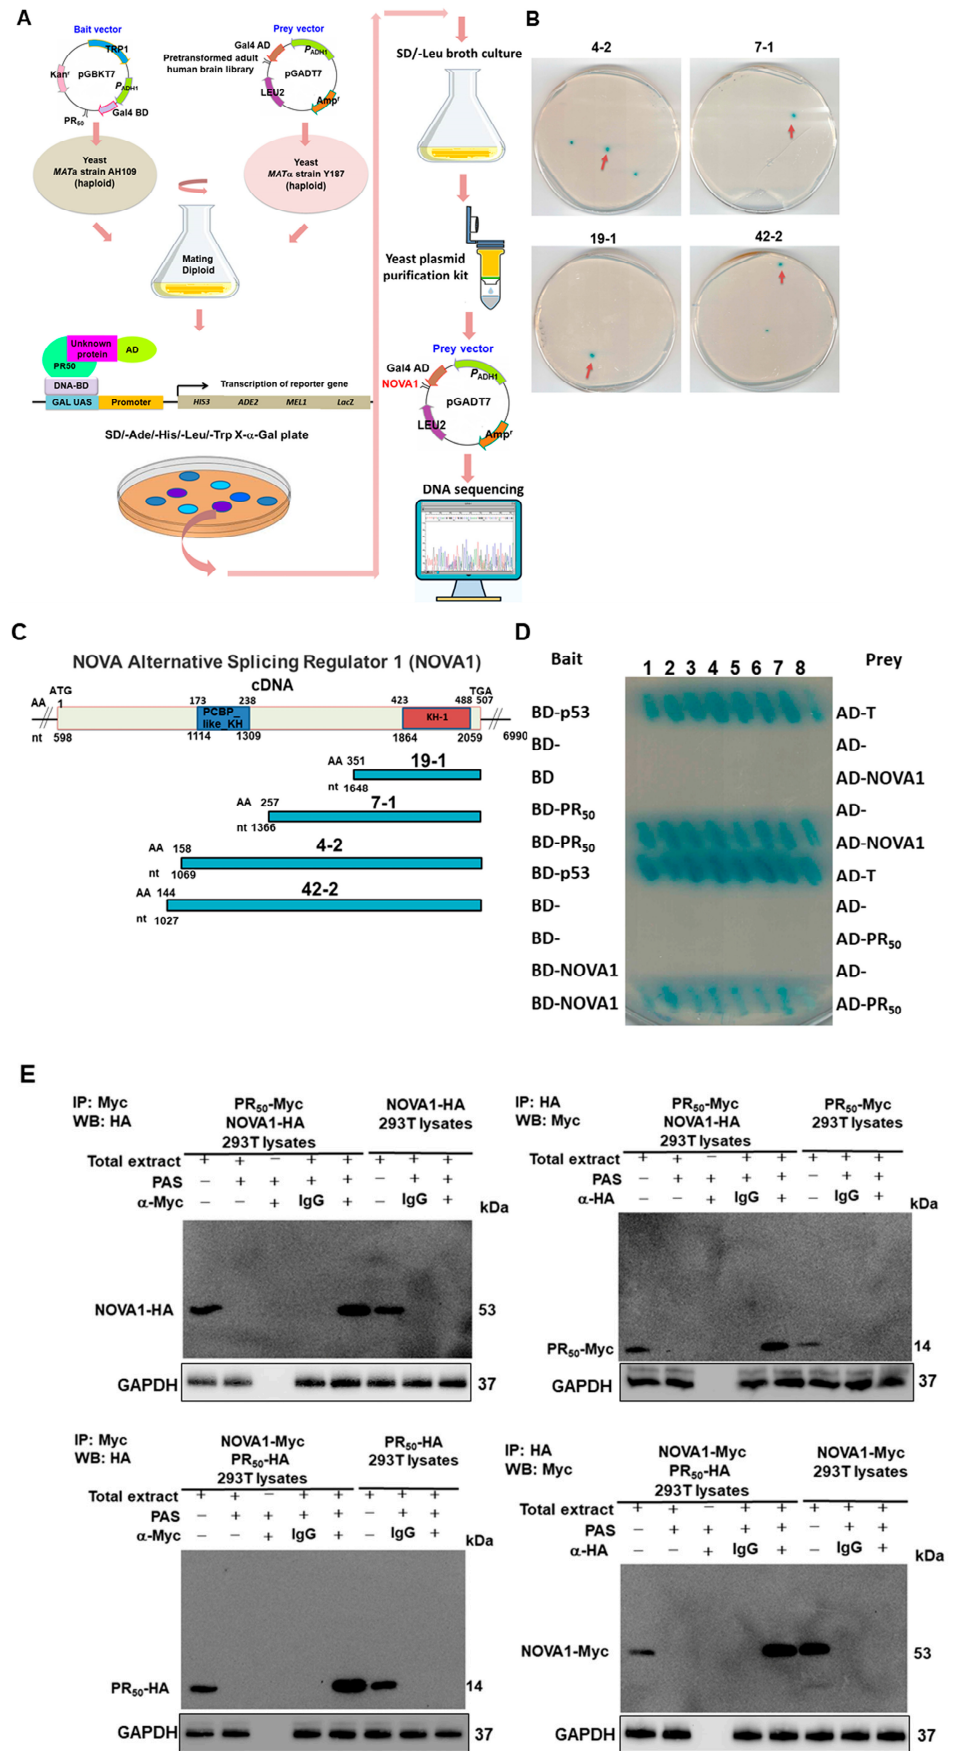 A
Bait vector
TRP1
Kanʳ
pGBKT7
P_ADH1
Gal4 BD
PR₅₀
Prey vector
Gal4 AD
P_ADH1
Pretransformed adult
human brain library
pGADT7
LEU2
Ampʳ
Yeast
MATa strain AH109
(haploid)
Yeast
MATα strain Y187
(haploid)
Mating
Diploid
Unknown
protein
AD
PR50
DNA-BD
GAL UAS
Promoter
Transcription of reporter gene
HIS3 ADE2 MEL1 LacZ
SD/-Ade/-His/-Leu/-Trp X-α-Gal plate
SD/-Leu broth culture
Yeast plasmid
purification kit
Prey vector
Gal4 AD
NOVA1
P_ADH1
pGADT7
LEU2
Ampʳ
DNA sequencing
B
4-2
7-1
19-1
42-2
C
NOVA Alternative Splicing Regulator 1 (NOVA1)
cDNA
ATG
TGA
AA 1 173 238 423 488 507
PCBP_
like_KH
KH-1
nt 598 1114 1309 1864 2059 6990
AA 351 19-1
nt 1648
AA 257 7-1
nt 1366
AA 158 4-2
nt 1069
AA 144 42-2
nt 1027
D
Bait
Prey
1 2 3 4 5 6 7 8
BD-p53 AD-T
BD- AD-
BD AD-NOVA1
BD-PR₅₀ AD-
BD-PR₅₀ AD-NOVA1
BD-p53 AD-T
BD- AD-
BD- AD-PR₅₀
BD-NOVA1 AD-
BD-NOVA1 AD-PR₅₀
E
IP: Myc
WB: HA
PR₅₀-Myc
NOVA1-HA
293T lysates
NOVA1-HA
293T lysates
Total extract + + − + + + + +
PAS − + + + + − + +
α-Myc − − + IgG + − IgG +
kDa
NOVA1-HA 53
GAPDH 37
IP: HA
WB: Myc
PR₅₀-Myc
NOVA1-HA
293T lysates
PR₅₀-Myc
293T lysates
Total extract + + − + + + + +
PAS − + + + + − + +
α-HA − − + IgG + − IgG +
kDa
PR₅₀-Myc 14
GAPDH 37
IP: Myc
WB: HA
NOVA1-Myc
PR₅₀-HA
293T lysates
PR₅₀-HA
293T lysates
Total extract + + − + + + + +
PAS − + + + + − + +
α-Myc − − + IgG + − IgG +
kDa
PR₅₀-HA 14
GAPDH 37
IP: HA
WB: Myc
NOVA1-Myc
PR₅₀-HA
293T lysates
NOVA1-Myc
293T lysates
Total extract + + − + + + + +
PAS − + + + + − + +
α-HA − − + IgG + − IgG +
kDa
NOVA1-Myc 53
GAPDH 37